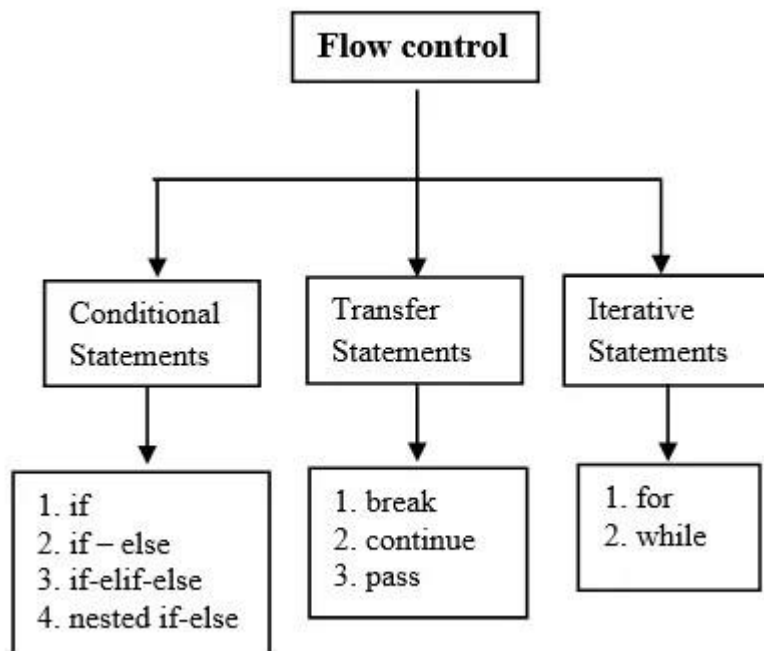 Flow control
Conditional
Statements
Transfer
Statements
Iterative
Statements
1. if
2. if – else
3. if-elif-else
4. nested if-else
1. break
2. continue
3. pass
1. for
2. while